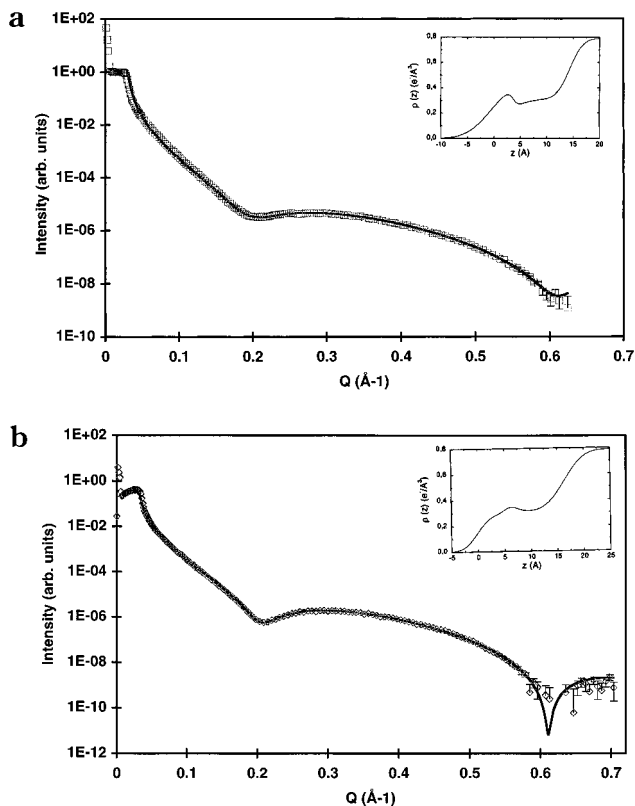 a
1E+02
1E+00
1E-02
1E-04
1E-06
1E-08
1E-10
Intensity (arb. units)
0 0.1 0.2 0.3 0.4 0.5 0.6 0.7
Q (Å-1)
0,8
0,6
0,4
0,2
0,0
ρ (z) (e⁻/Å³)
-10 -5 0 5 10 15 20
z (Å)
b
1E+02
1E+00
1E-02
1E-04
1E-06
1E-08
1E-10
1E-12
Intensity (arb. units)
0 0.1 0.2 0.3 0.4 0.5 0.6 0.7
Q (Å-1)
0,8
0,6
0,4
0,2
0,0
ρ (z) (e⁻/Å³)
-5 0 5 10 15 20 25
z (Å)